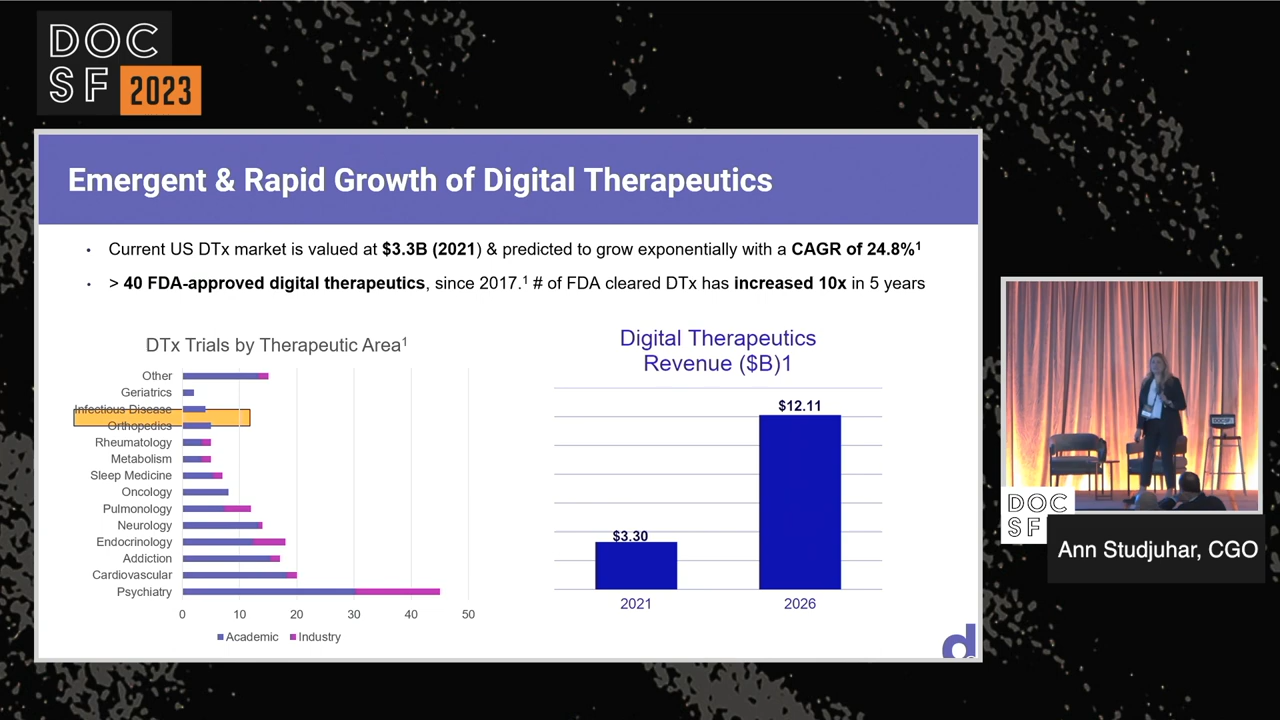 DOC
SF 2023
Emergent & Rapid Growth of Digital Therapeutics
• Current US DTx market is valued at $3.3B (2021) & predicted to grow exponentially with a CAGR of 24.8%¹
• > 40 FDA-approved digital therapeutics, since 2017.¹ # of FDA cleared DTx has increased 10x in 5 years
DTx Trials by Therapeutic Area¹
Other
Geriatrics
Infectious Disease
Orthopedics
Rheumatology
Metabolism
Sleep Medicine
Oncology
Pulmonology
Neurology
Endocrinology
Addiction
Cardiovascular
Psychiatry
0 10 20 30 40 50
Academic Industry
Digital Therapeutics
Revenue ($B)1
$12.11
$3.30
2021 2026
d
DOC
SF
Ann Studjuhar, CGO